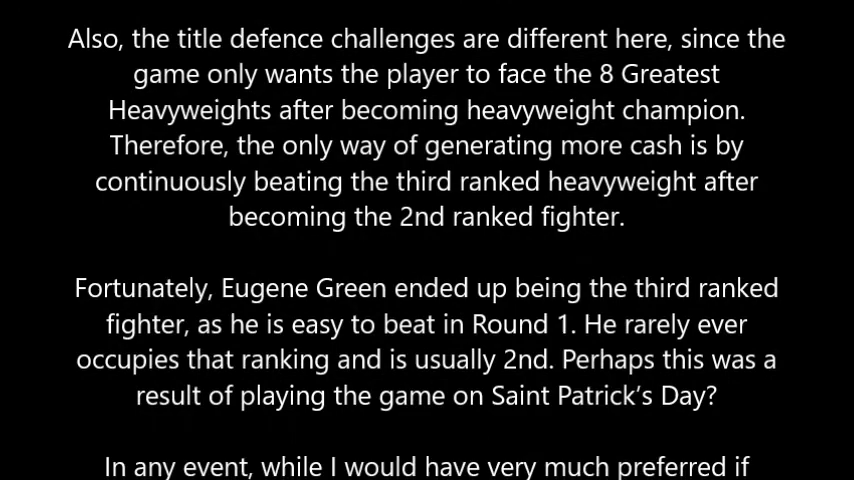 Also, the title defence challenges are different here, since the
game only wants the player to face the 8 Greatest
Heavyweights after becoming heavyweight champion.
Therefore, the only way of generating more cash is by
continuously beating the third ranked heavyweight after
becoming the 2nd ranked fighter.
Fortunately, Eugene Green ended up being the third ranked
fighter, as he is easy to beat in Round 1. He rarely ever
occupies that ranking and is usually 2nd. Perhaps this was a
result of playing the game on Saint Patrick’s Day?
In any event, while I would have very much preferred if